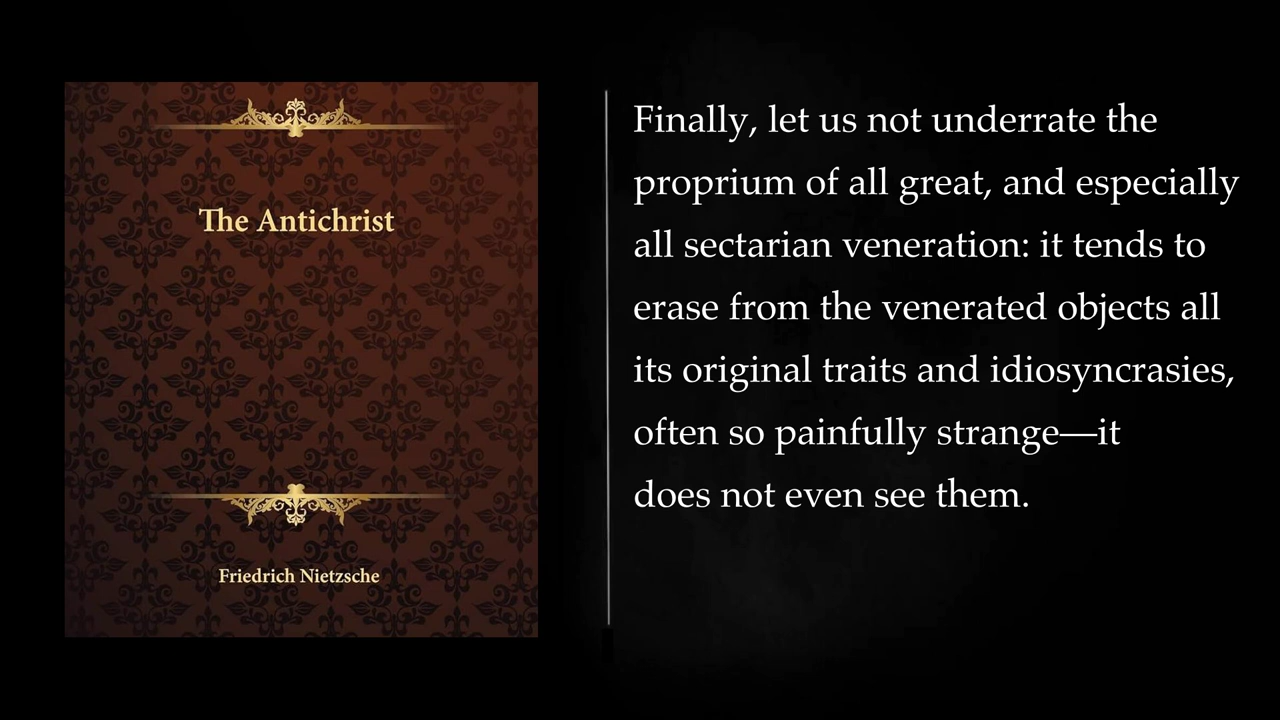 The Antichrist
Friedrich Nietzsche
Finally, let us not underrate the
proprium of all great, and especially
all sectarian veneration: it tends to
erase from the venerated objects all
its original traits and idiosyncrasies,
often so painfully strange—it
does not even see them.